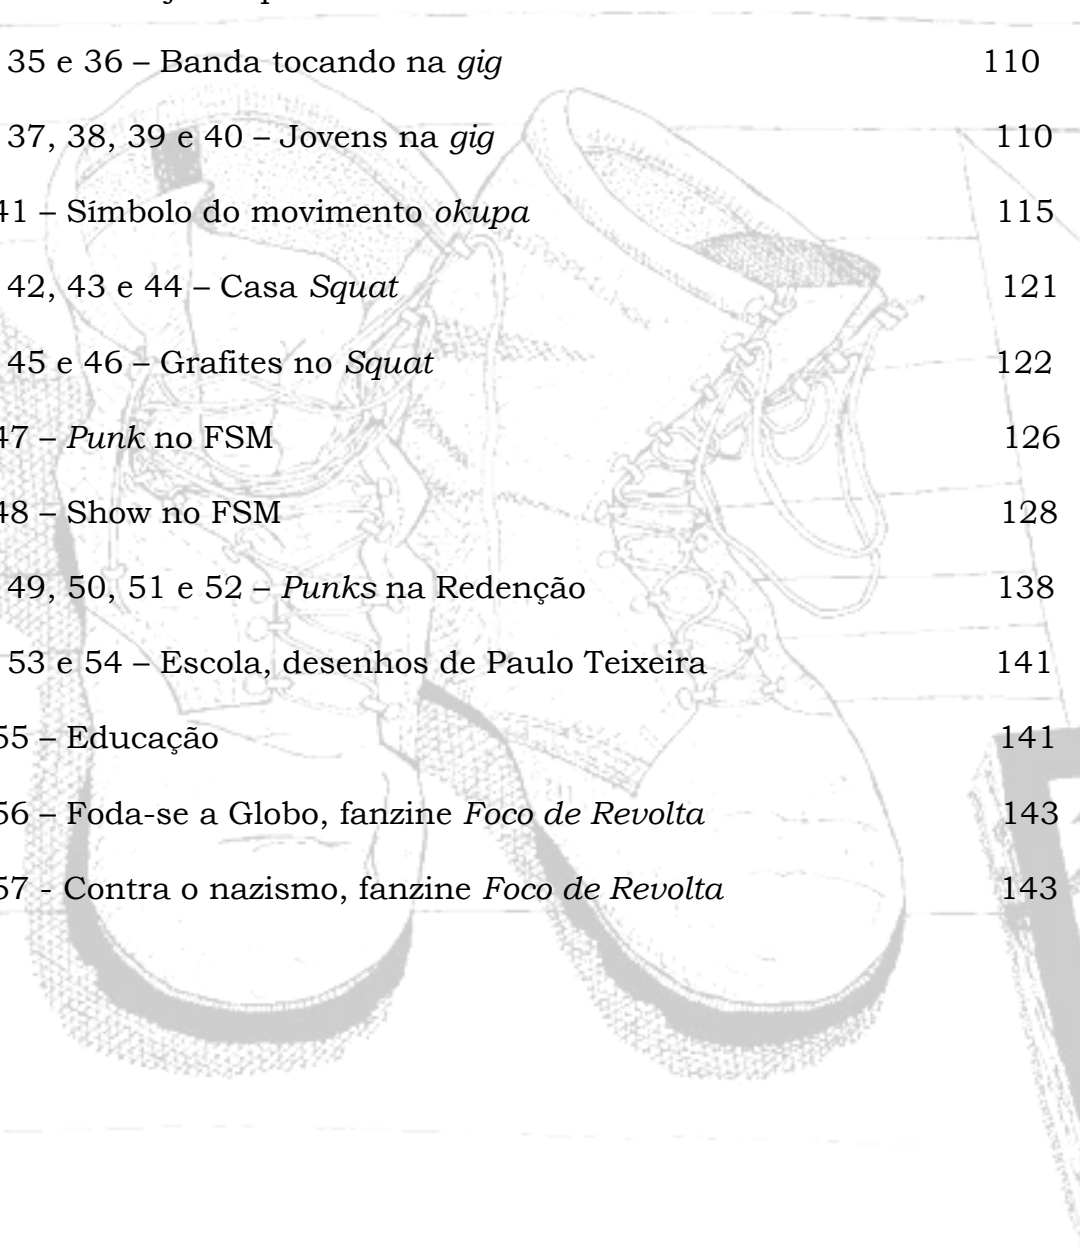 35 e 36 – Banda tocando na gig 110
37, 38, 39 e 40 – Jovens na gig 110
41 – Símbolo do movimento okupa 115
42, 43 e 44 – Casa Squat 121
45 e 46 – Grafites no Squat 122
47 – Punk no FSM 126
48 – Show no FSM 128
49, 50, 51 e 52 – Punks na Redenção 138
53 e 54 – Escola, desenhos de Paulo Teixeira 141
55 – Educação 141
56 – Foda-se a Globo, fanzine Foco de Revolta 143
57 - Contra o nazismo, fanzine Foco de Revolta 143